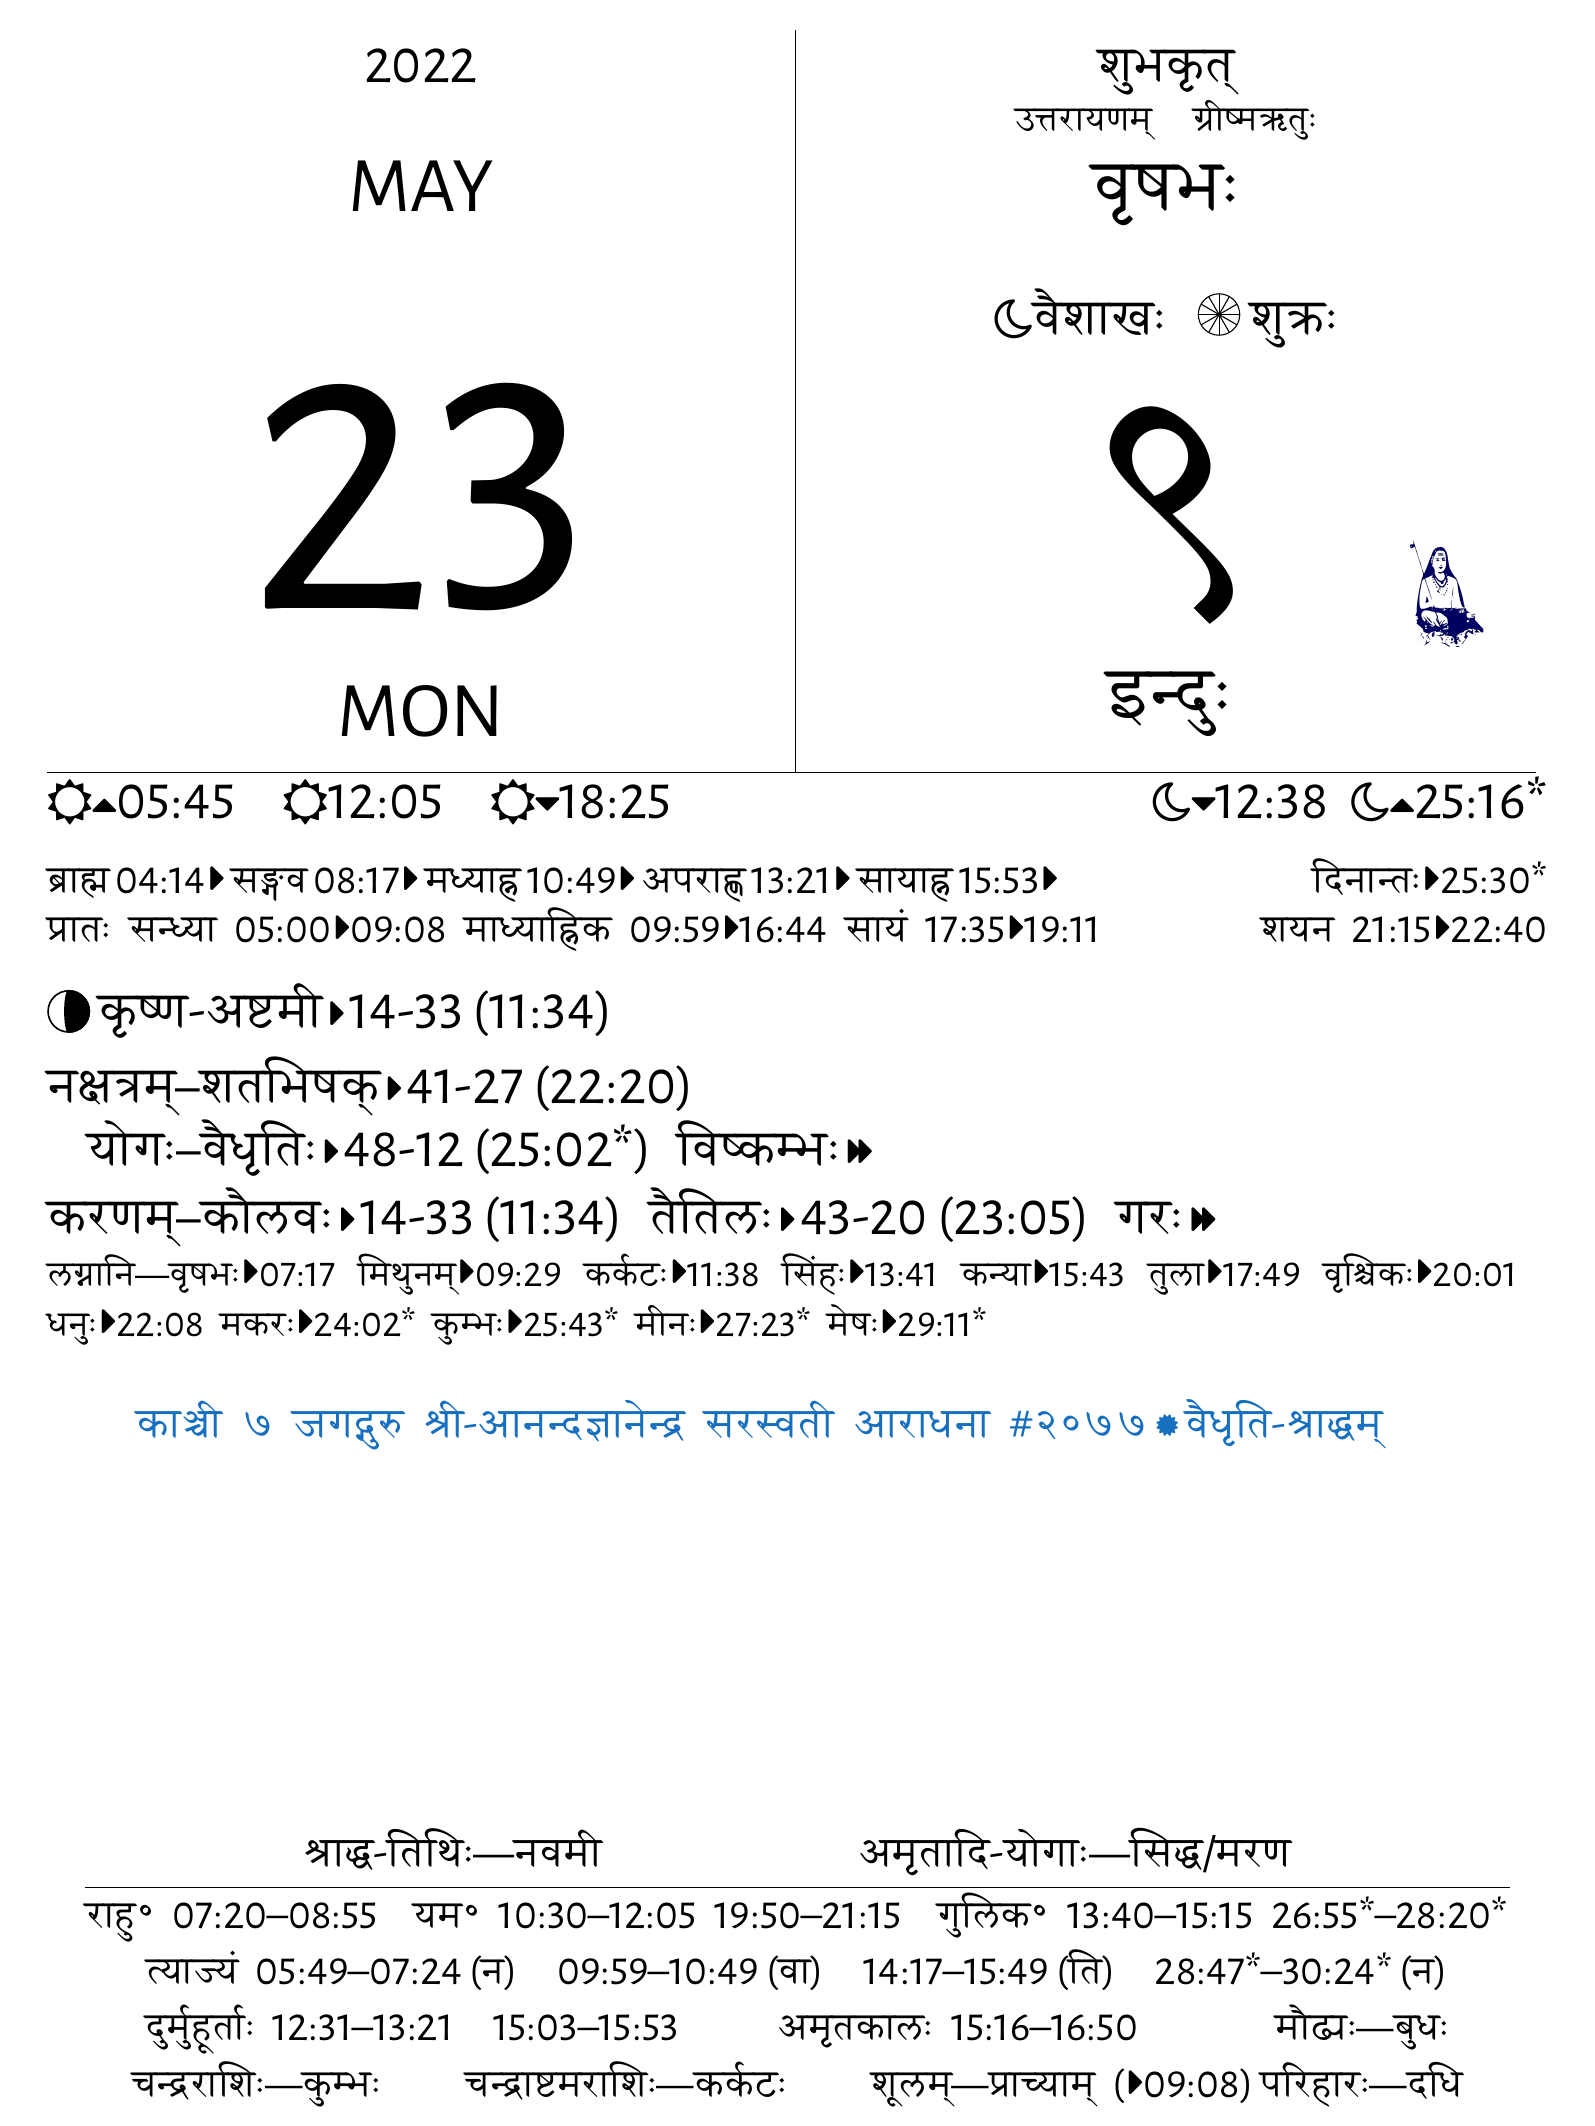 2022
MAY
23
MON
शुभकृत्
उत्तरायणम् ग्रीष्मऋतुः
वृषभः
वैशाखः शुक्रः
९
इन्दुः
05:45 12:05 18:25 12:38 25:16*
ब्राह्म 04:14 सङ्गव 08:17 मध्याह्न 10:49 अपराह्ण 13:21 सायाह्न 15:53 दिनान्तः 25:30*
प्रातः सन्ध्या 05:00 09:08 माध्याह्निक 09:59 16:44 सायं 17:35 19:11 शयन 21:15 22:40
कृष्ण-अष्टमी 14-33 (11:34)
नक्षत्रम्–शतभिषक् 41-27 (22:20)
योगः–वैधृतिः 48-12 (25:02*) विष्कम्भः
करणम्–कौलवः 14-33 (11:34) तैतिलः 43-20 (23:05) गरः
लग्नानि—वृषभः 07:17 मिथुनम् 09:29 कर्कटः 11:38 सिंहः 13:41 कन्या 15:43 तुला 17:49 वृश्चिकः 20:01
धनुः 22:08 मकरः 24:02* कुम्भः 25:43* मीनः 27:23* मेषः 29:11*
काञ्ची ७ जगद्गुरु श्री-आनन्दज्ञानेन्द्र सरस्वती आराधना #२०७७ वैधृति-श्राद्धम्
श्राद्ध-तिथिः—नवमी अमृतादि-योगाः—सिद्ध/मरण
राहु॰ 07:20–08:55 यम॰ 10:30–12:05 19:50–21:15 गुलिक॰ 13:40–15:15 26:55*–28:20*
त्याज्यं 05:49–07:24 (न) 09:59–10:49 (वा) 14:17–15:49 (ति) 28:47*–30:24* (न)
दुर्मुहूर्ताः 12:31–13:21 15:03–15:53 अमृतकालः 15:16–16:50 मौढ्यः—बुधः
चन्द्रराशिः—कुम्भः चन्द्राष्टमराशिः—कर्कटः शूलम्—प्राच्याम् (09:08) परिहारः—दधि